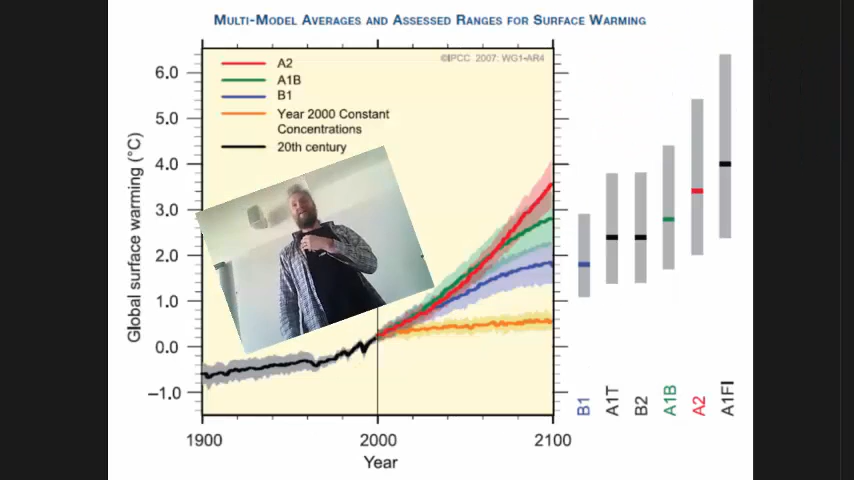 MULTI-MODEL AVERAGES AND ASSESSED RANGES FOR SURFACE WARMING
©IPCC 2007: WG1-AR4
A2
A1B
B1
Year 2000 Constant
Concentrations
20th century
Global surface warming (°C)
6.0
5.0
4.0
3.0
2.0
1.0
0.0
–1.0
1900
2000
2100
Year
B1
A1T
B2
A1B
A2
A1FI